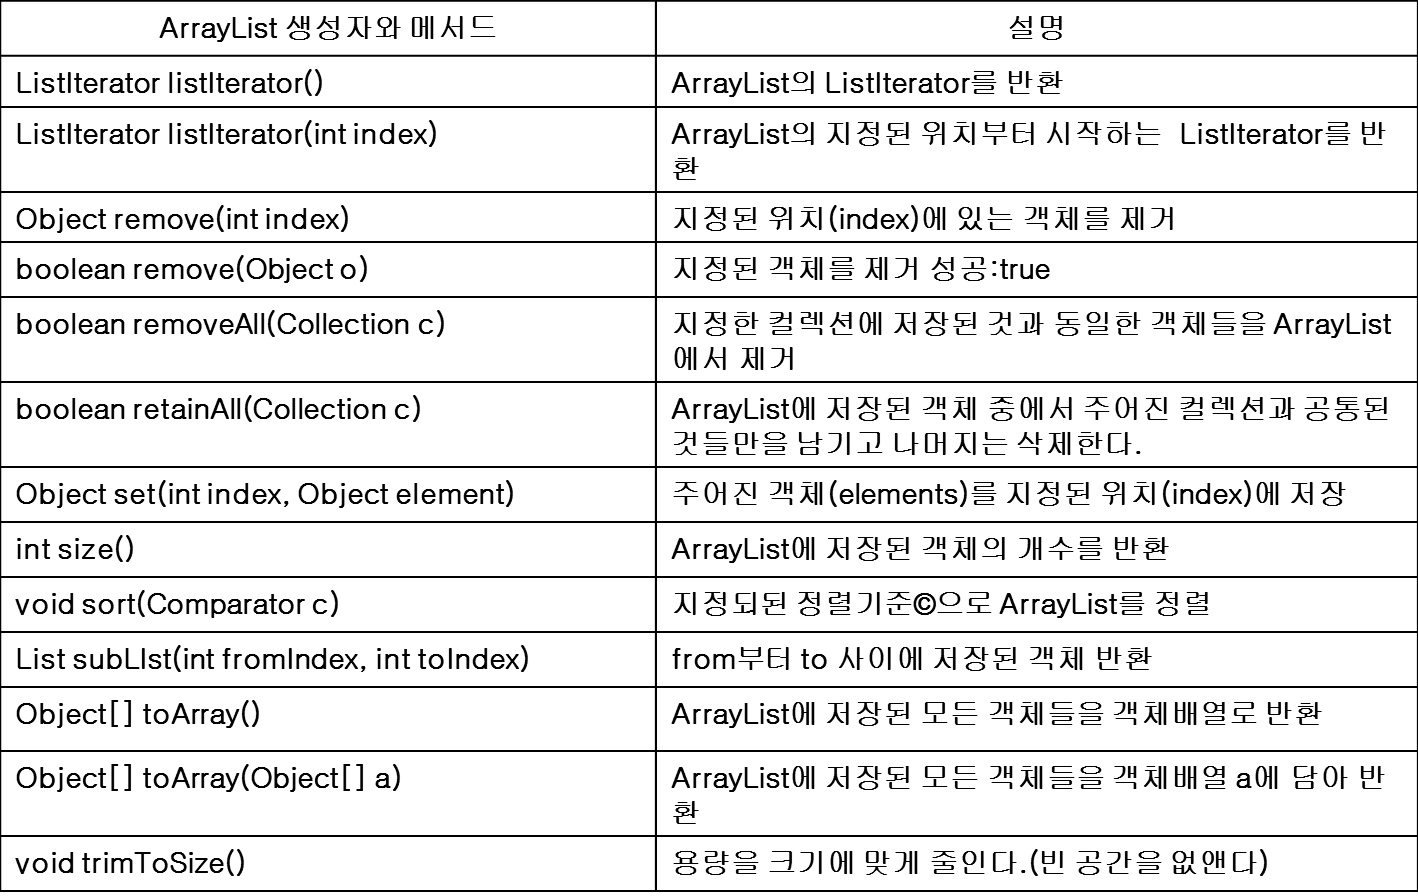 ArrayList 생성자와 메서드
설명
ListIterator listIterator()
ArrayList의 ListIterator를 반환
ListIterator listIterator(int index)
ArrayList의 지정된 위치부터 시작하는 ListIterator를 반
환
Object remove(int index)
지정된 위치(index)에 있는 객체를 제거
boolean remove(Object o)
지정된 객체를 제거 성공:true
boolean removeAll(Collection c)
지정한 컬렉션에 저장된 것과 동일한 객체들을 ArrayList
에서 제거
boolean retainAll(Collection c)
ArrayList에 저장된 객체 중에서 주어진 컬렉션과 공통된
것들만을 남기고 나머지는 삭제한다.
Object set(int index, Object element)
주어진 객체(elements)를 지정된 위치(index)에 저장
int size()
ArrayList에 저장된 객체의 개수를 반환
void sort(Comparator c)
지정되된 정렬기준©으로 ArrayList를 정렬
List subLIst(int fromIndex, int toIndex)
from부터 to 사이에 저장된 객체 반환
Object[] toArray()
ArrayList에 저장된 모든 객체들을 객체배열로 반환
Object[] toArray(Object[] a)
ArrayList에 저장된 모든 객체들을 객체배열 a에 담아 반
환
void trimToSize()
용량을 크기에 맞게 줄인다.(빈 공간을 없앤다)